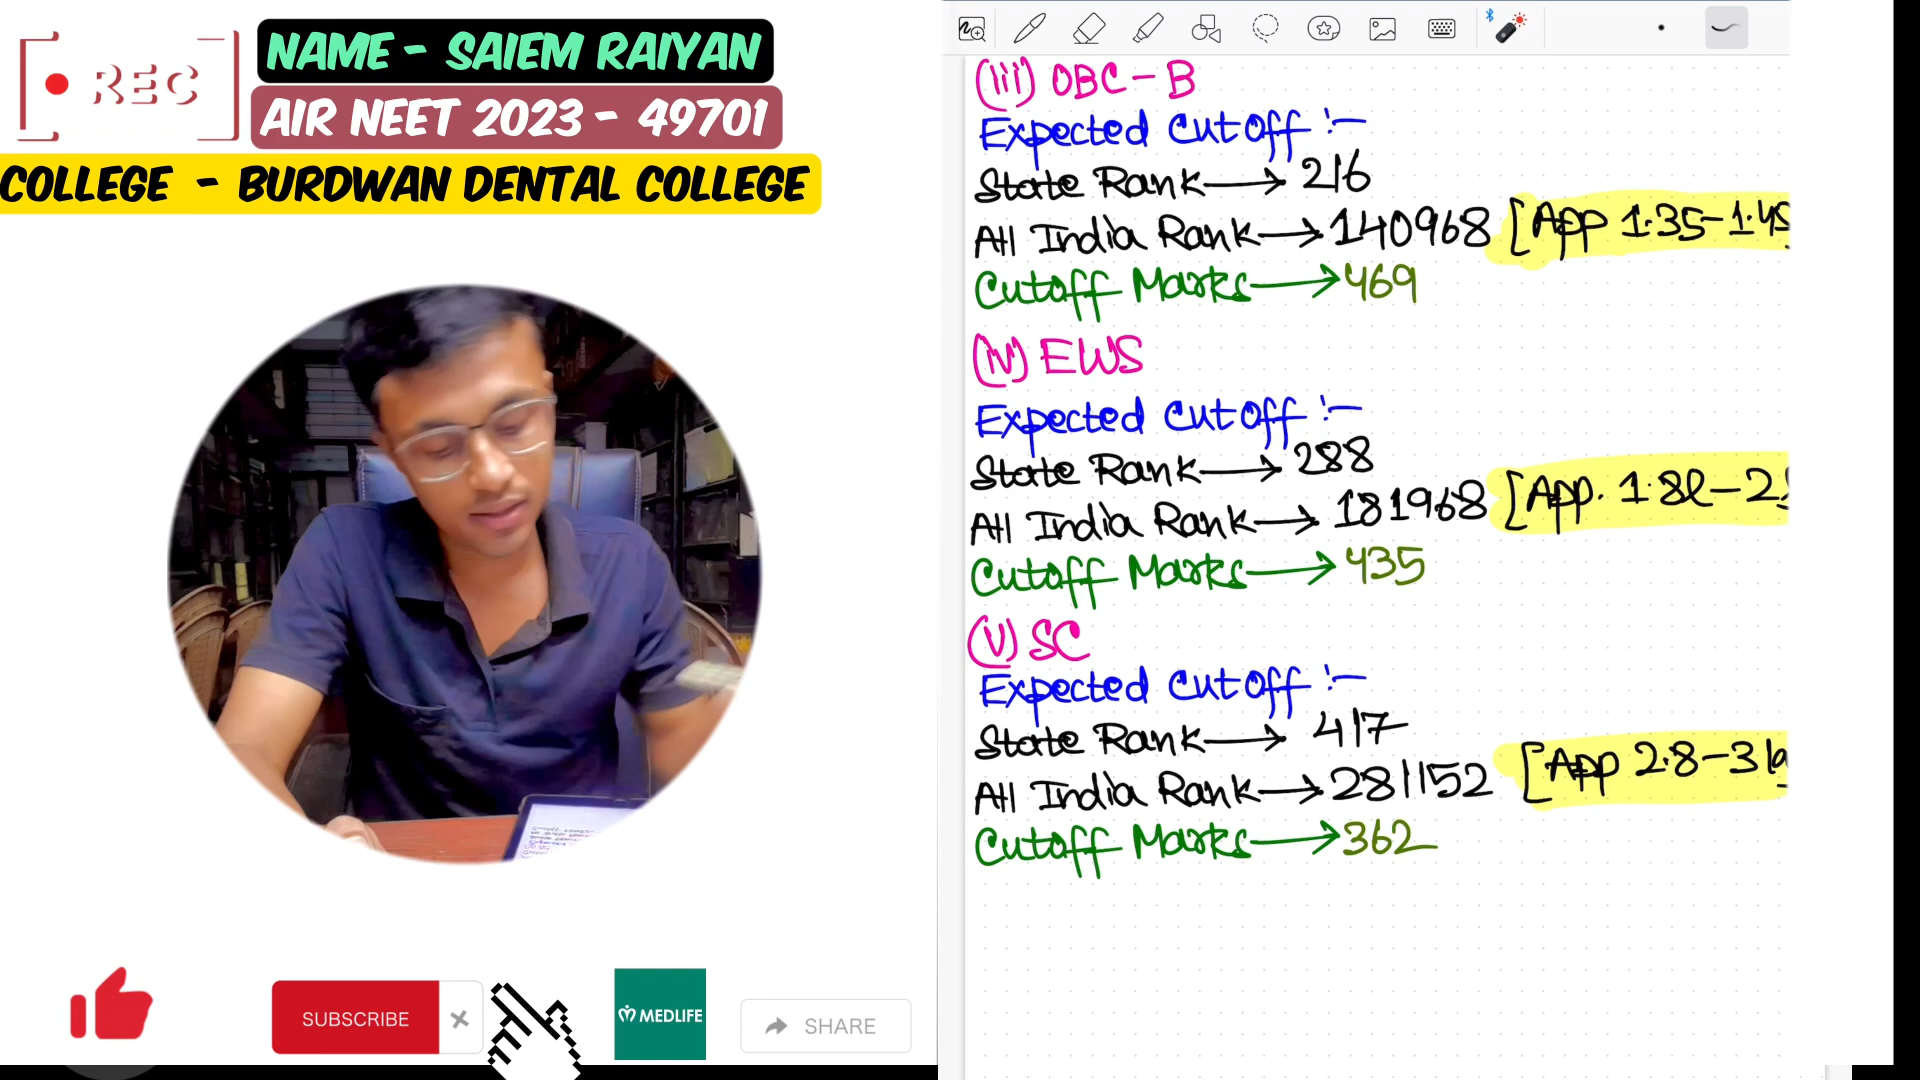 REC
NAME - SAIEM RAIYAN
AIR NEET 2023 - 49701
COLLEGE - BURDWAN DENTAL COLLEGE
SUBSCRIBE
MEDLIFE
SHARE
(iii) OBC-B
Expected Cutoff :-
State Rank → 216
All India Rank → 140968 [App 1.35-1.45
Cutoff Marks → 469
(iv) EWS
Expected Cutoff :-
State Rank → 288
All India Rank → 181968 [App. 1.8l-2
Cutoff Marks → 435
(v) SC
Expected Cutoff :-
State Rank → 417
All India Rank → 281152 [App 2.8-3 la
Cutoff Marks → 362